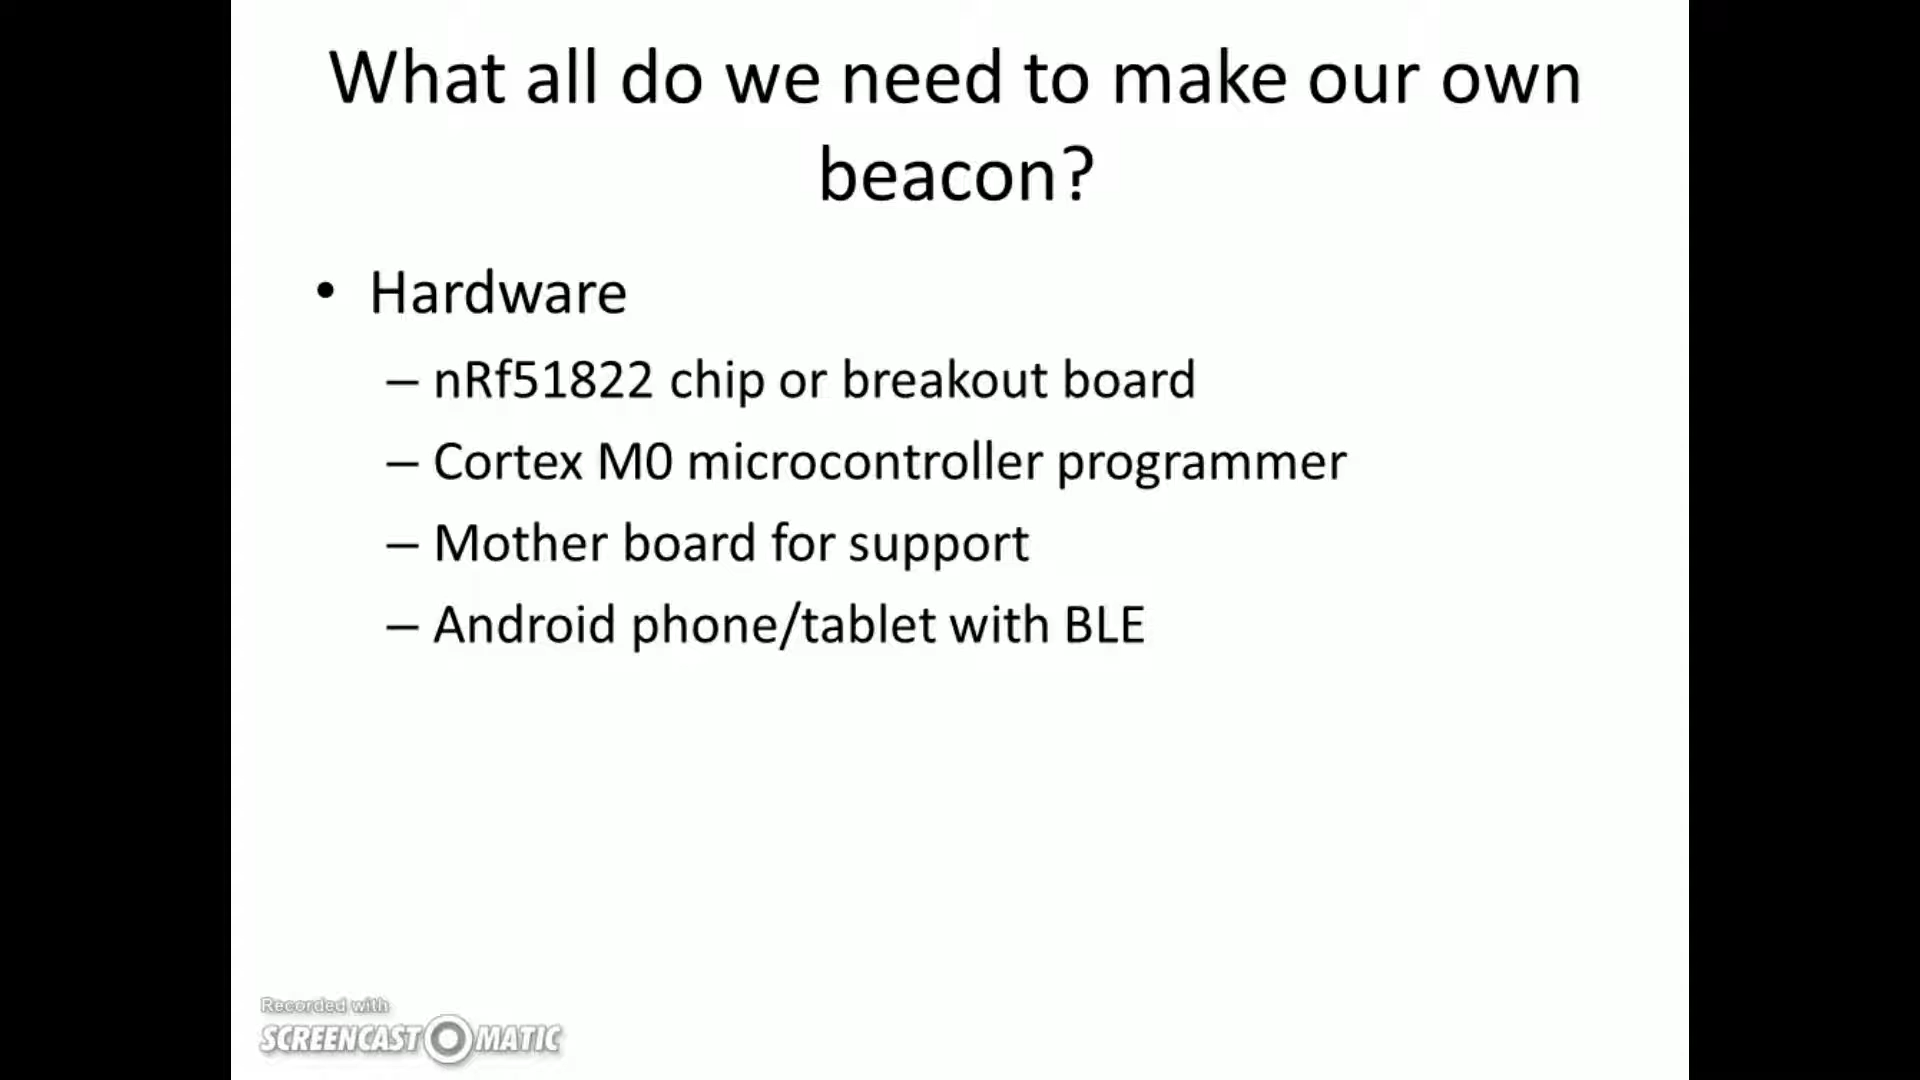 What all do we need to make our own
beacon?
• Hardware
– nRf51822 chip or breakout board
– Cortex M0 microcontroller programmer
– Mother board for support
– Android phone/tablet with BLE
Recorded with
SCREENCAST MATIC